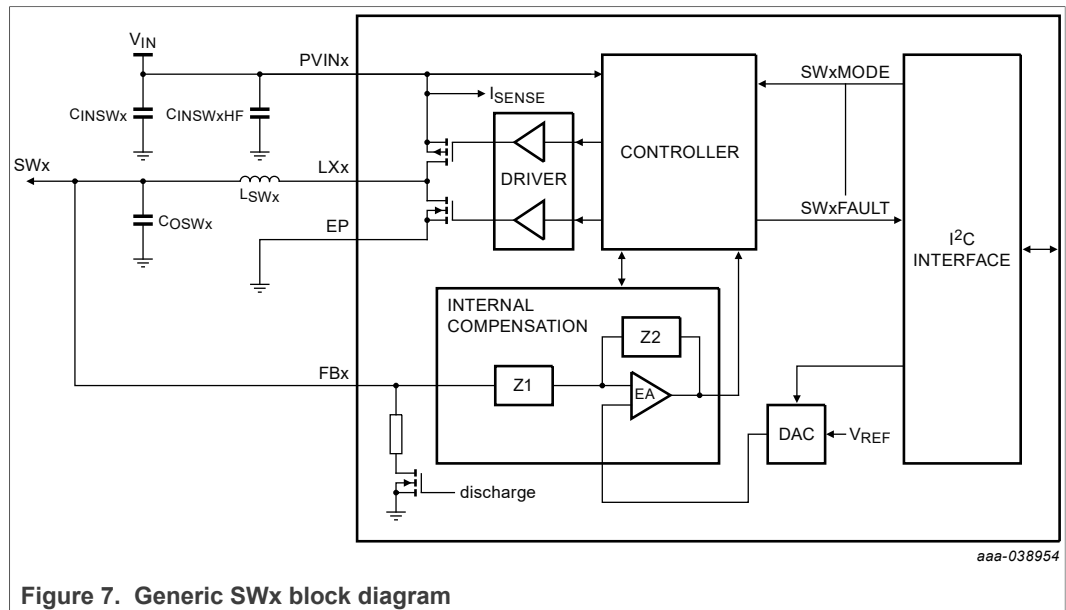 VIN
PVINx
ISENSE
CINSWx
CINSWxHF
SWx
LXx
LSWx
COSWx
EP
DRIVER
CONTROLLER
SWxMODE
SWxFAULT
I2C
INTERFACE
INTERNAL
COMPENSATION
Z2
Z1
EA
FBx
DAC
VREF
discharge
aaa-038954
Figure 7. Generic SWx block diagram